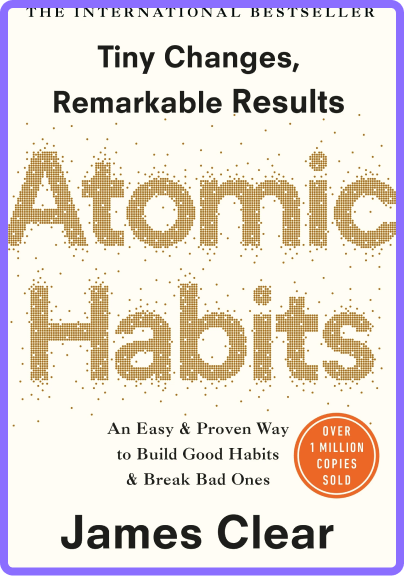 THE INTERNATIONAL BESTSELLER
Tiny Changes,
Remarkable Results
Atomic
Habits
An Easy & Proven Way
to Build Good Habits
& Break Bad Ones
OVER
1 MILLION
COPIES
SOLD
James Clear